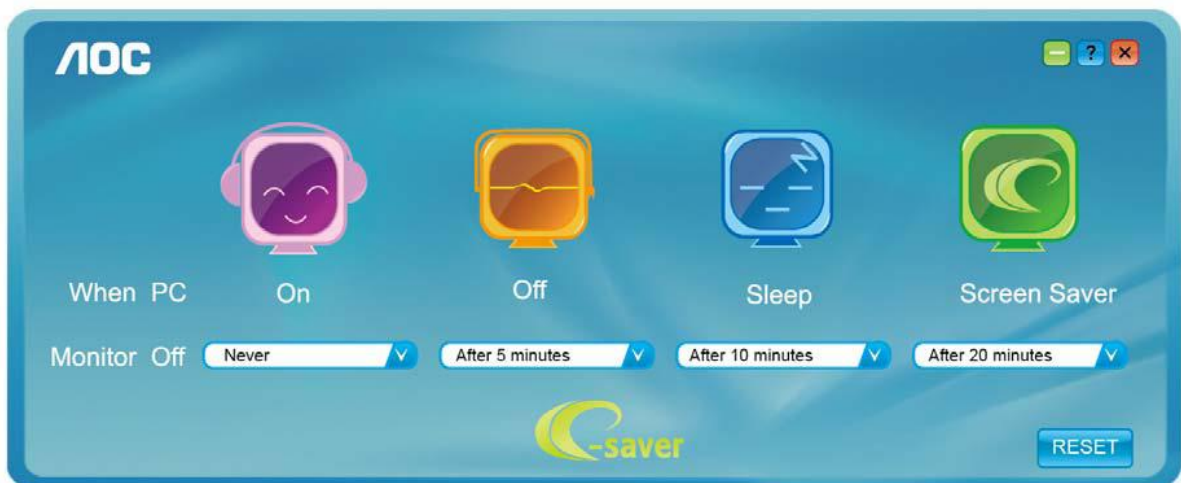 AOC
?
When PC On Off Sleep Screen Saver
Monitor Off Never After 5 minutes After 10 minutes After 20 minutes
e-saver
RESET